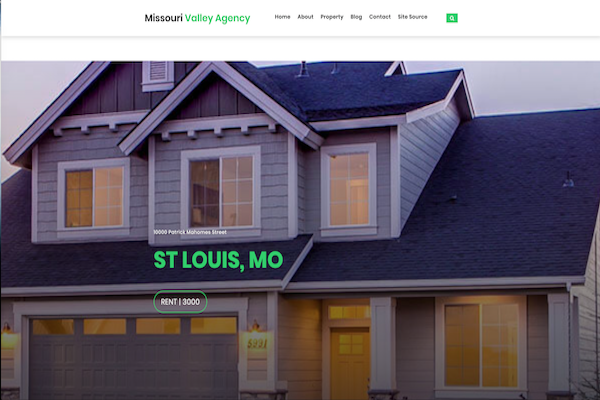 Missouri Valley Agency
Home About Property Blog Contact Site Source
10000 Patrick Mahomes Street
ST LOUIS, MO
RENT | 3000
5221